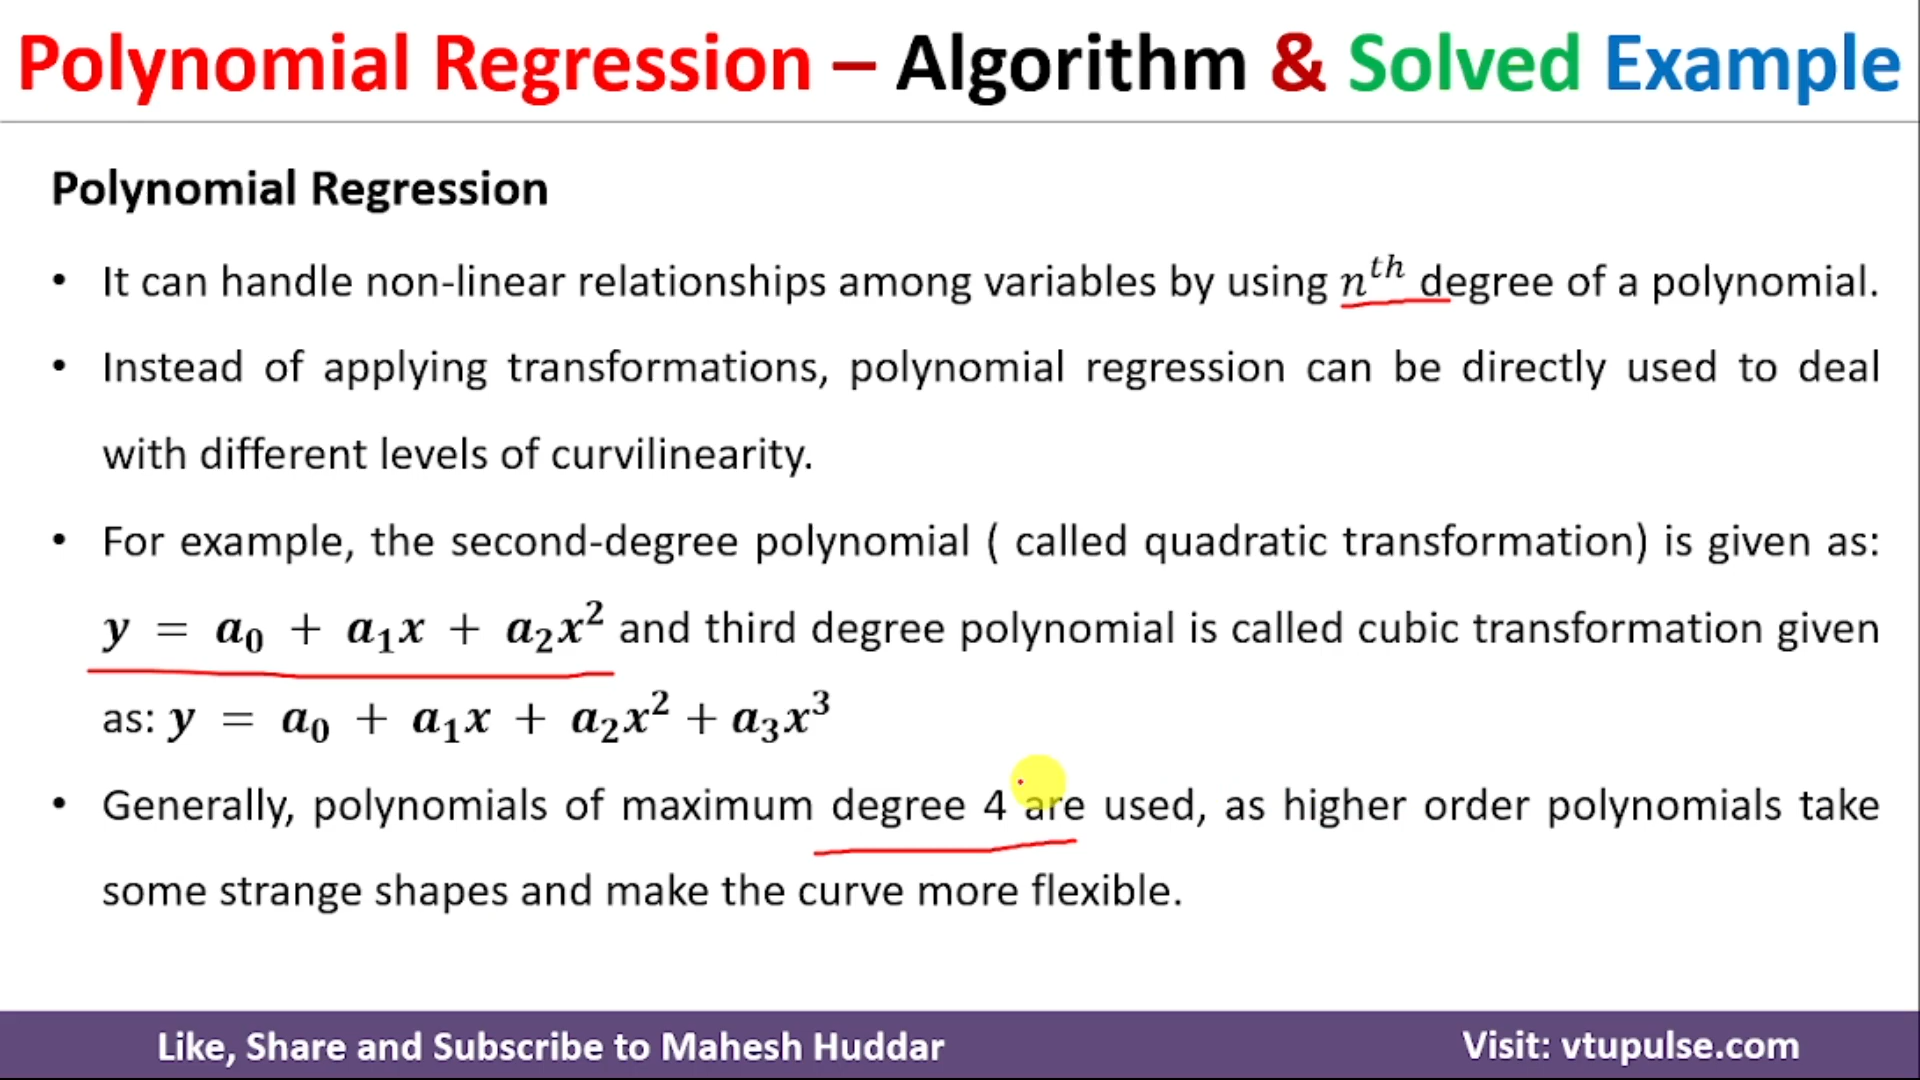 Polynomial Regression – Algorithm & Solved Example
Polynomial Regression
• It can handle non-linear relationships among variables by using nᵗʰ degree of a polynomial.
• Instead of applying transformations, polynomial regression can be directly used to deal
with different levels of curvilinearity.
• For example, the second-degree polynomial ( called quadratic transformation) is given as:
y = a₀ + a₁x + a₂x² and third degree polynomial is called cubic transformation given
as: y = a₀ + a₁x + a₂x² + a₃x³
• Generally, polynomials of maximum degree 4 are used, as higher order polynomials take
some strange shapes and make the curve more flexible.
Like, Share and Subscribe to Mahesh Huddar
Visit: vtupulse.com